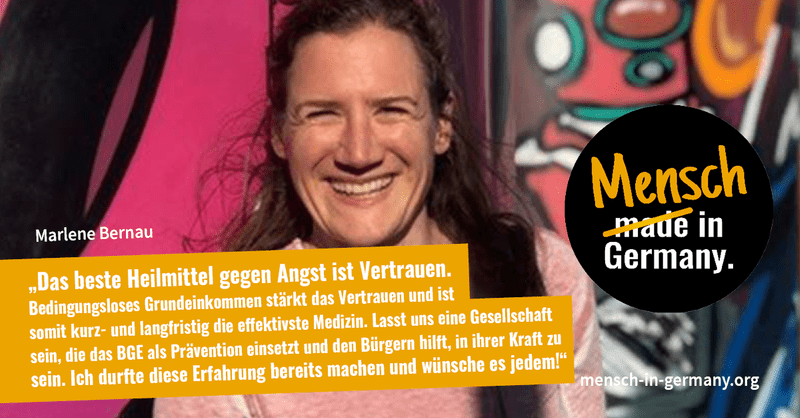 Marlene Bernau
„Das beste Heilmittel gegen Angst ist Vertrauen.
Bedingungsloses Grundeinkommen stärkt das Vertrauen und ist
somit kurz- und langfristig die effektivste Medizin. Lasst uns eine Gesellschaft
sein, die das BGE als Prävention einsetzt und den Bürgern hilft, in ihrer Kraft zu
sein. Ich durfte diese Erfahrung bereits machen und wünsche es jedem!“
Mensch
made in
Germany.
mensch-in-germany.org